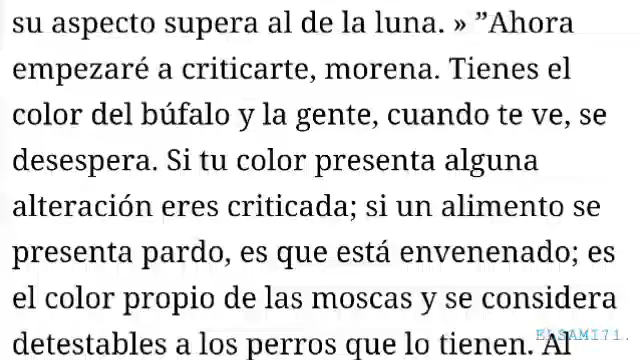 su aspecto supera al de la luna. » ”Ahora
empezaré a criticarte, morena. Tienes el
color del búfalo y la gente, cuando te ve, se
desespera. Si tu color presenta alguna
alteración eres criticada; si un alimento se
presenta pardo, es que está envenenado; es
el color propio de las moscas y se considera
detestables a los perros que lo tienen. Al
ELSAMI71.